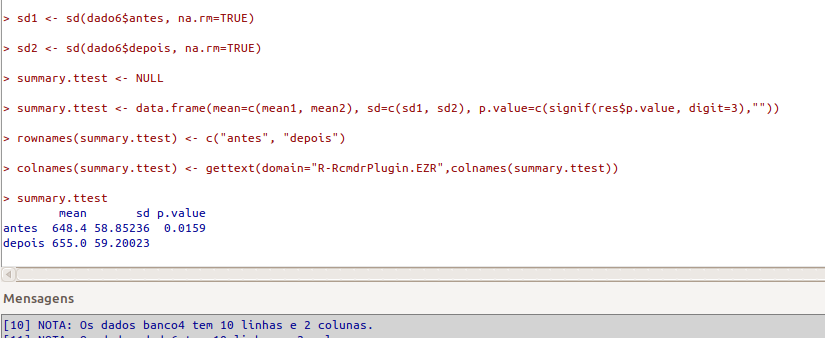 > sd1 <- sd(dado6$antes, na.rm=TRUE)
> sd2 <- sd(dado6$depois, na.rm=TRUE)
> summary.ttest <- NULL
> summary.ttest <- data.frame(mean=c(mean1, mean2), sd=c(sd1, sd2), p.value=c(signif(res$p.value, digit=3),""))
> rownames(summary.ttest) <- c("antes", "depois")
> colnames(summary.ttest) <- gettext(domain="R-RcmdrPlugin.EZR",colnames(summary.ttest))
> summary.ttest
mean sd p.value
antes 648.4 58.85236 0.0159
depois 655.0 59.20023
Mensagens
[10] NOTA: Os dados banco4 tem 10 linhas e 2 colunas.